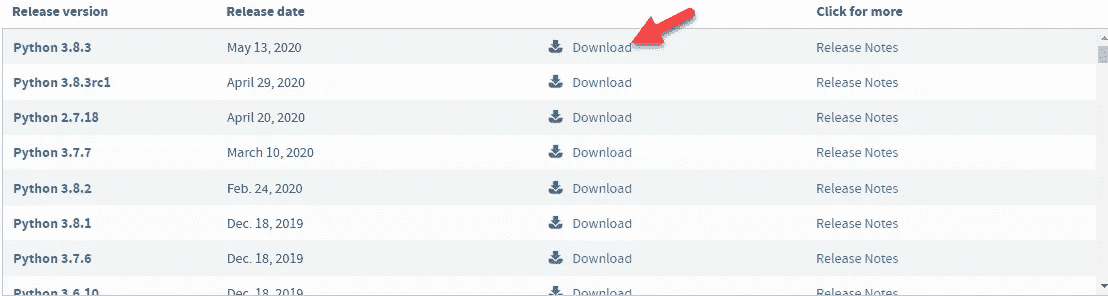 Release version Release date Click for more
Python 3.8.3 May 13, 2020 Download Release Notes
Python 3.8.3rc1 April 29, 2020 Download Release Notes
Python 2.7.18 April 20, 2020 Download Release Notes
Python 3.7.7 March 10, 2020 Download Release Notes
Python 3.8.2 Feb. 24, 2020 Download Release Notes
Python 3.8.1 Dec. 18, 2019 Download Release Notes
Python 3.7.6 Dec. 18, 2019 Download Release Notes
Python 3.6.10 Dec. 18, 2019 Download Release Notes